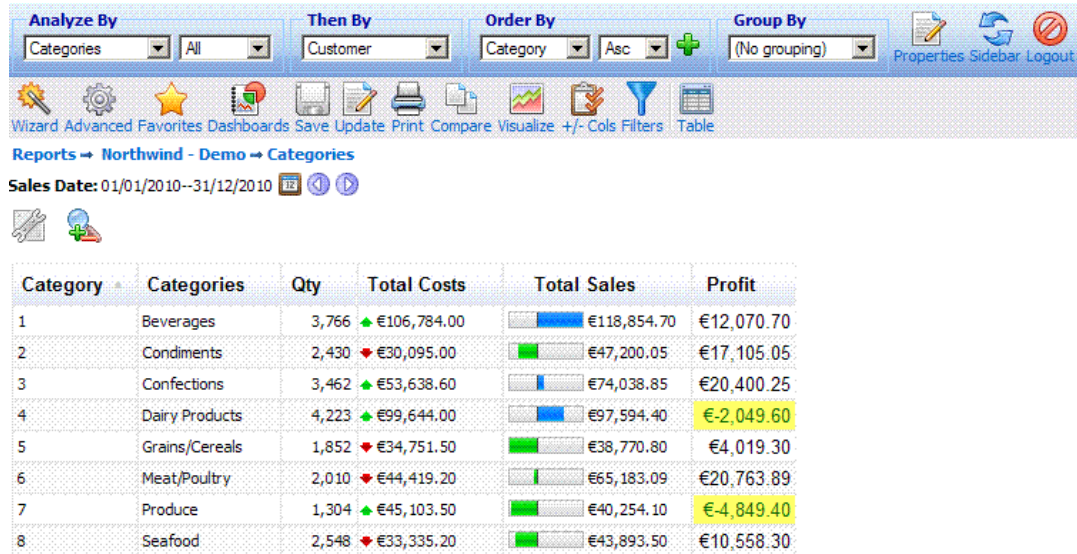 Analyze By Then By Order By Group By
Categories All Customer Category Asc (No grouping)
Properties Sidebar Logout
Wizard Advanced Favorites Dashboards Save Update Print Compare Visualize +/- Cols Filters Table
Reports → Northwind - Demo → Categories
Sales Date: 01/01/2010--31/12/2010 12
Category Categories Qty Total Costs Total Sales Profit
1 Beverages 3,766 €106,784.00 €118,854.70 €12,070.70
2 Condiments 2,430 €30,095.00 €47,200.05 €17,105.05
3 Confections 3,462 €53,638.60 €74,038.85 €20,400.25
4 Dairy Products 4,223 €99,644.00 €97,594.40 €-2,049.60
5 Grains/Cereals 1,852 €34,751.50 €38,770.80 €4,019.30
6 Meat/Poultry 2,010 €44,419.20 €65,183.09 €20,763.89
7 Produce 1,304 €45,103.50 €40,254.10 €-4,849.40
8 Seafood 2,548 €33,335.20 €43,893.50 €10,558.30